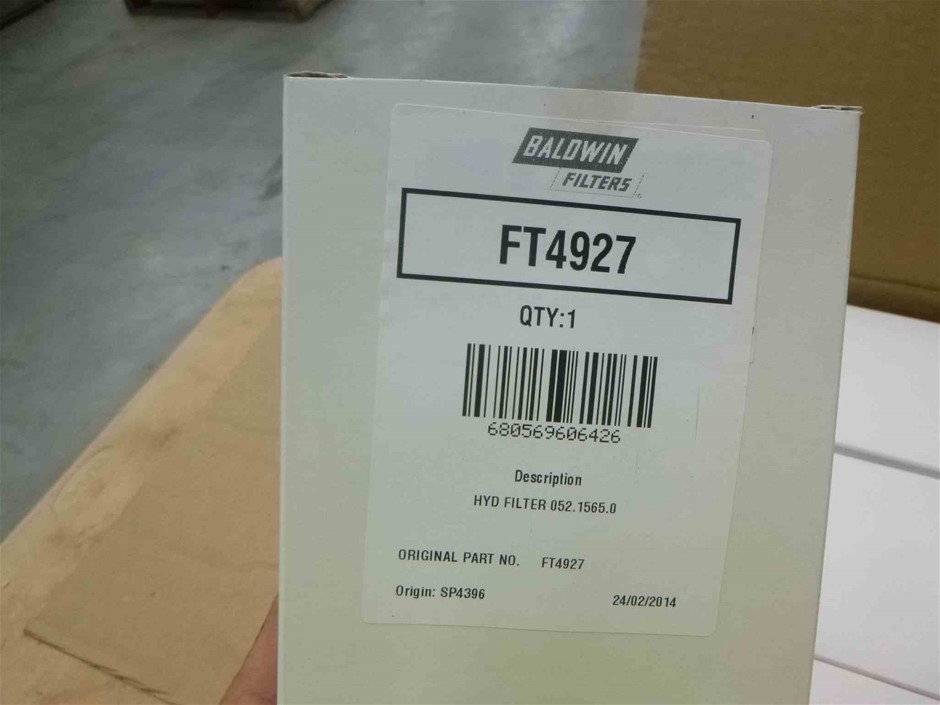 BALDWIN
FILTERS
FT4927
QTY:1
680569606426
Description
HYD FILTER 052.1565.0
ORIGINAL PART NO. FT4927
Origin: SP4396 24/02/2014